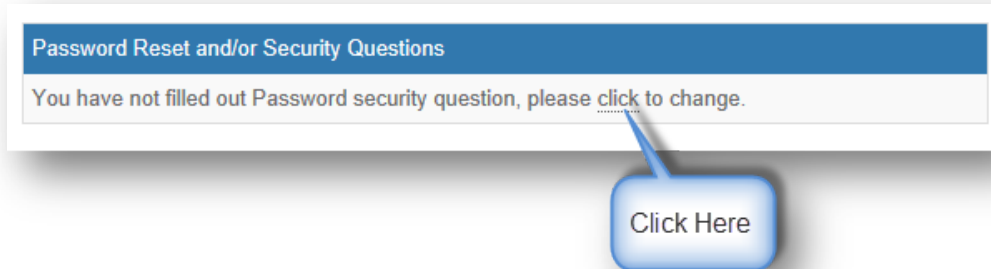 Password Reset and/or Security Questions
You have not filled out Password security question, please click to change.
Click Here